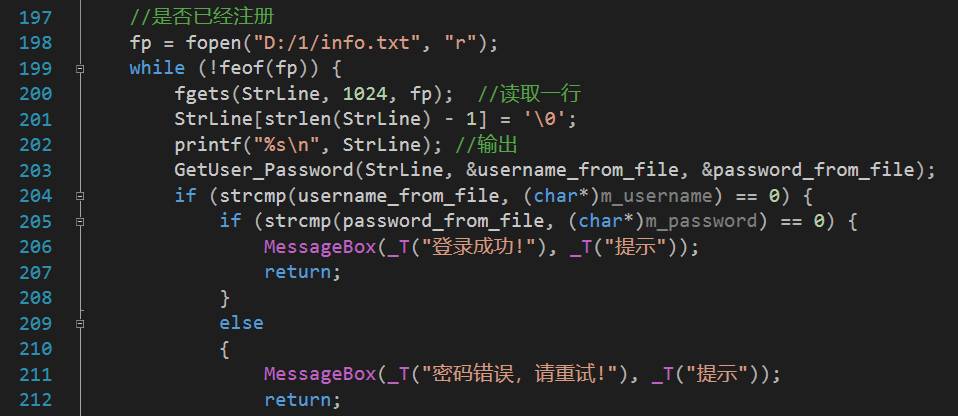 197 //是否已经注册
198 fp = fopen("D:/1/info.txt", "r");
199 while (!feof(fp)) {
200 fgets(StrLine, 1024, fp);  //读取一行
201 StrLine[strlen(StrLine) - 1] = '\0';
202 printf("%s\n", StrLine); //输出
203 GetUser_Password(StrLine, &username_from_file, &password_from_file);
204 if (strcmp(username_from_file, (char*)m_username) == 0) {
205 if (strcmp(password_from_file, (char*)m_password) == 0) {
206 MessageBox(_T("登录成功!"), _T("提示"));
207 return;
208 }
209 else
210 {
211 MessageBox(_T("密码错误，请重试!"), _T("提示"));
212 return;